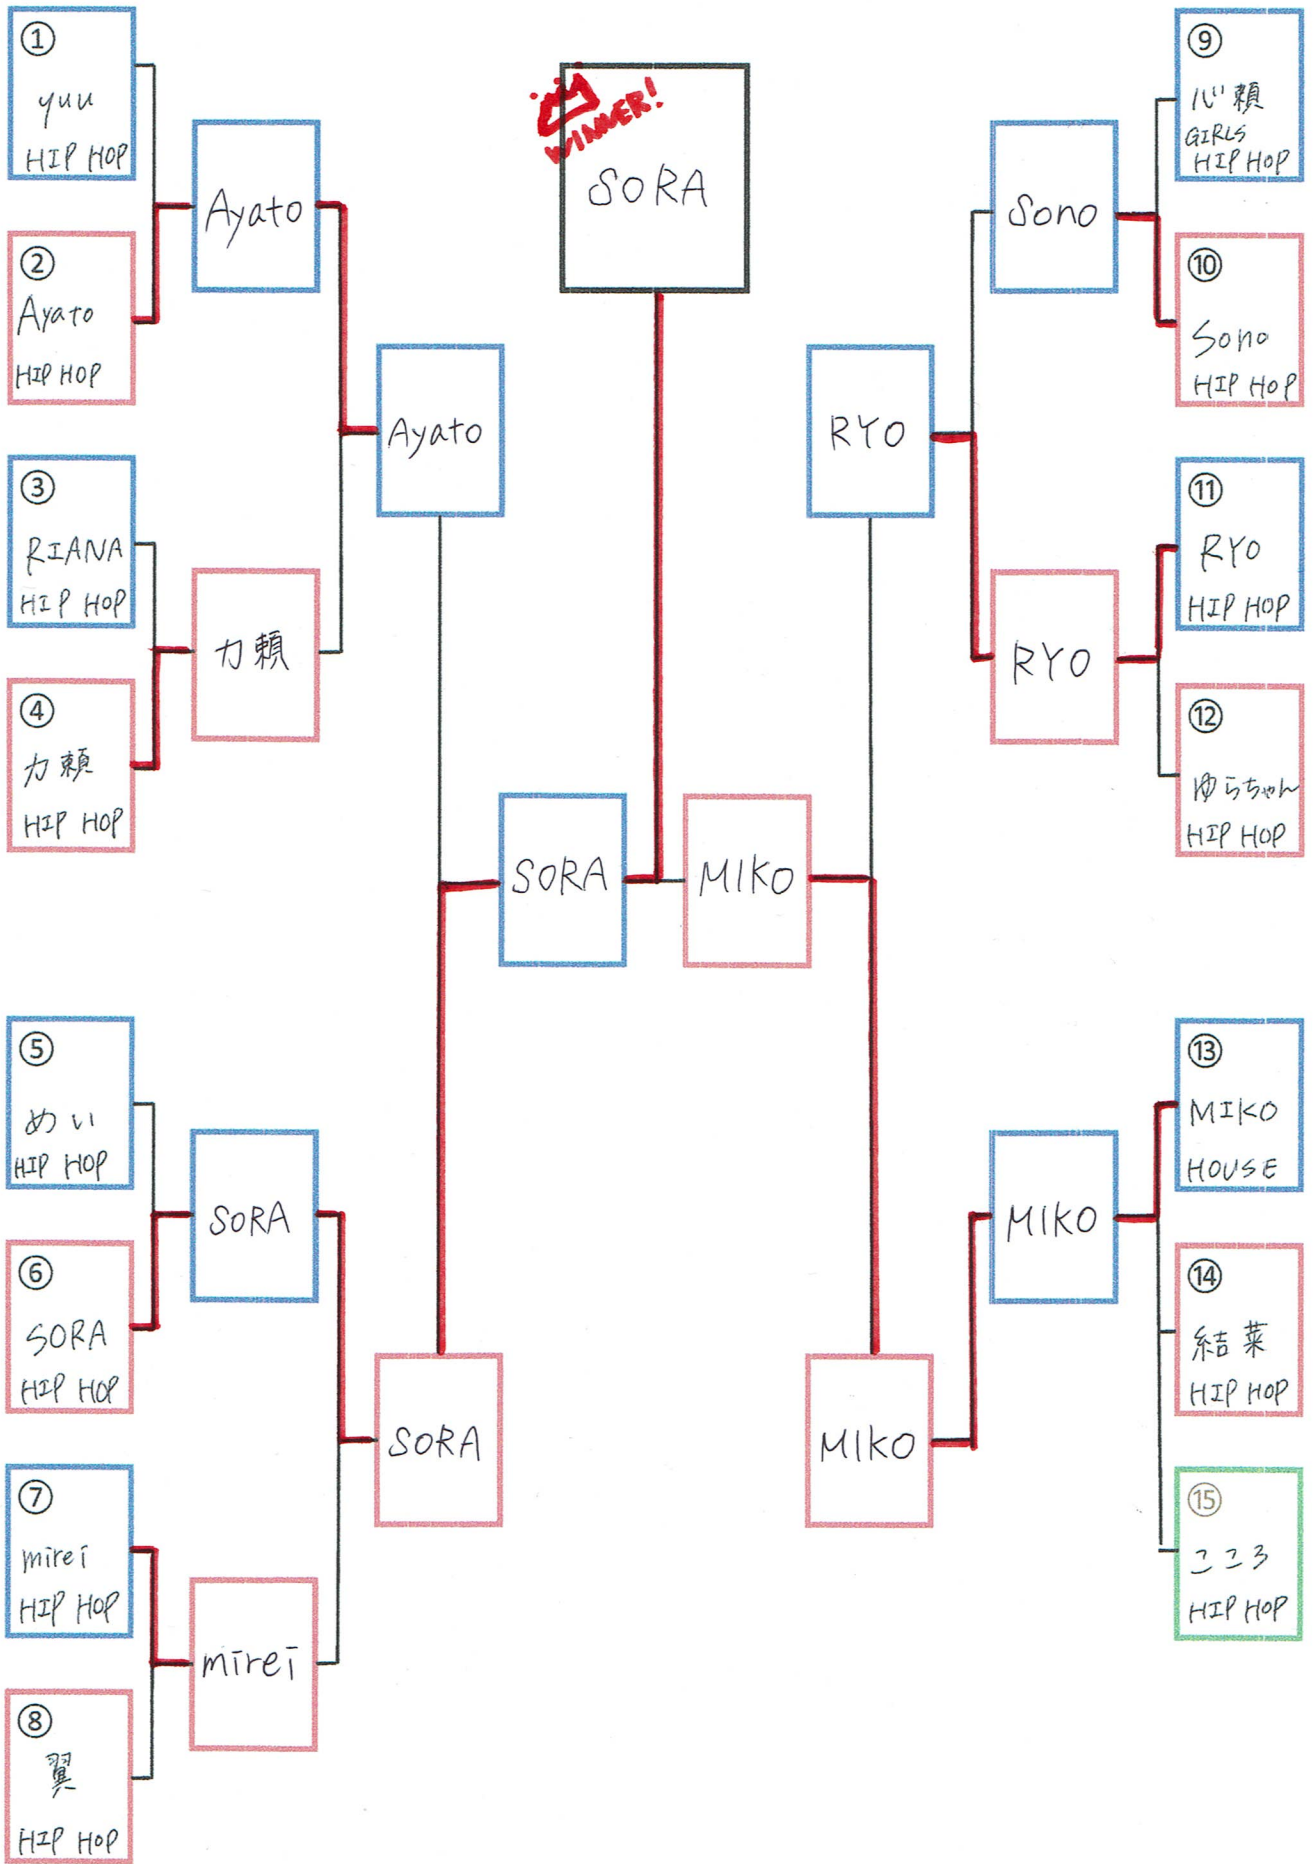 ①
yuu
HIP HOP
②
Ayato
HIP HOP
③
RIANA
HIP HOP
④
力頼
HIP HOP
⑤
めい
HIP HOP
⑥
SORA
HIP HOP
⑦
mirei
HIP HOP
⑧
翼
HIP HOP
Ayato
力頼
SORA
mirei
Ayato
SORA
SORA
WINNER!
SORA
MIKO
RYO
MIKO
Sono
RYO
MIKO
⑨
心頼
GIRLS
HIP HOP
⑩
Sono
HIP HOP
⑪
RYO
HIP HOP
⑫
ゆらちゃん
HIP HOP
⑬
MIKO
HOUSE
⑭
結菜
HIP HOP
⑮
こころ
HIP HOP